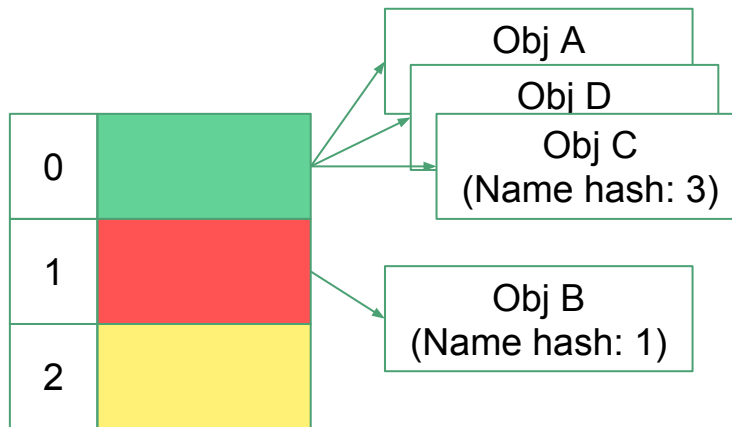 Obj A
Obj D
Obj C
(Name hash: 3)
0
1
Obj B
(Name hash: 1)
2